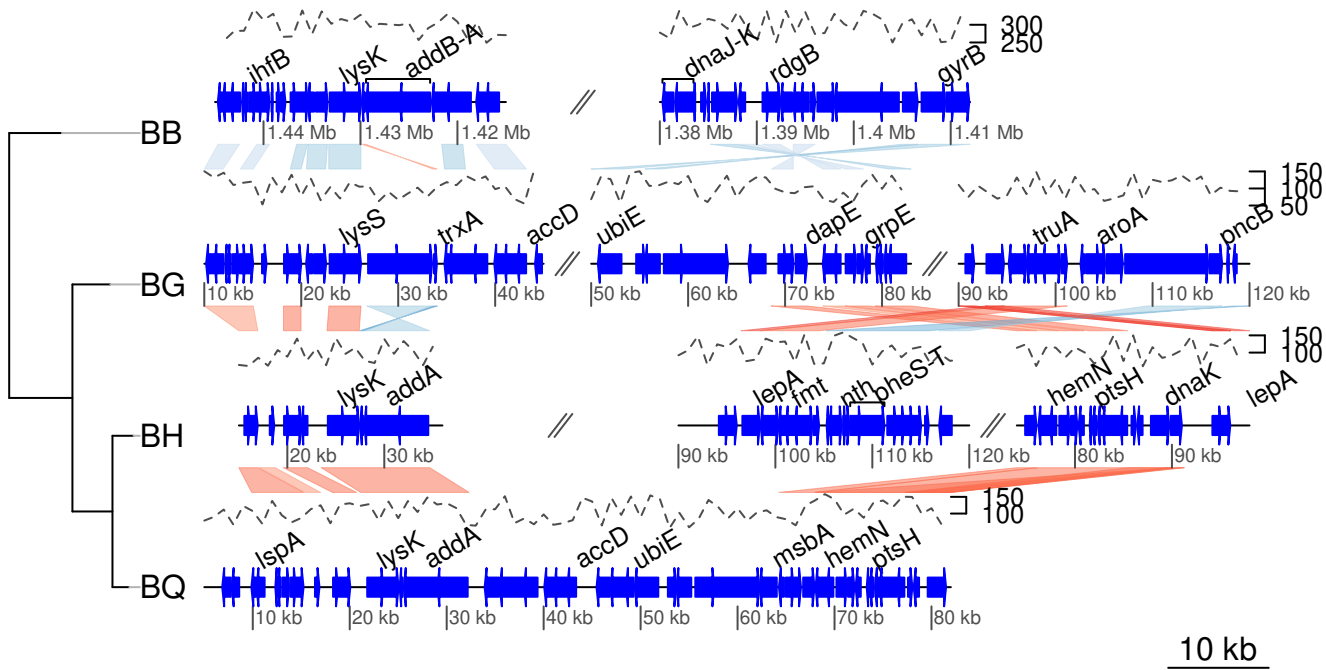 300
250
ihfB lysK addB-A dnaJ-K rdgB gyrB
BB
1.44 Mb 1.43 Mb 1.42 Mb 1.38 Mb 1.39 Mb 1.4 Mb 1.41 Mb
150
100
50
lysS trxA accD ubiE dapE grpE truA aroA pncB
BG
10 kb 20 kb 30 kb 40 kb 50 kb 60 kb 70 kb 80 kb 90 kb 100 kb 110 kb 120 kb
150
100
lysK addA lepA fmt nth pheS-T hemN ptsH dnaK lepA
BH
20 kb 30 kb 90 kb 100 kb 110 kb 120 kb 80 kb 90 kb
150
100
lspA lysK addA accD ubiE msbA hemN ptsH
BQ
10 kb 20 kb 30 kb 40 kb 50 kb 60 kb 70 kb 80 kb
10 kb